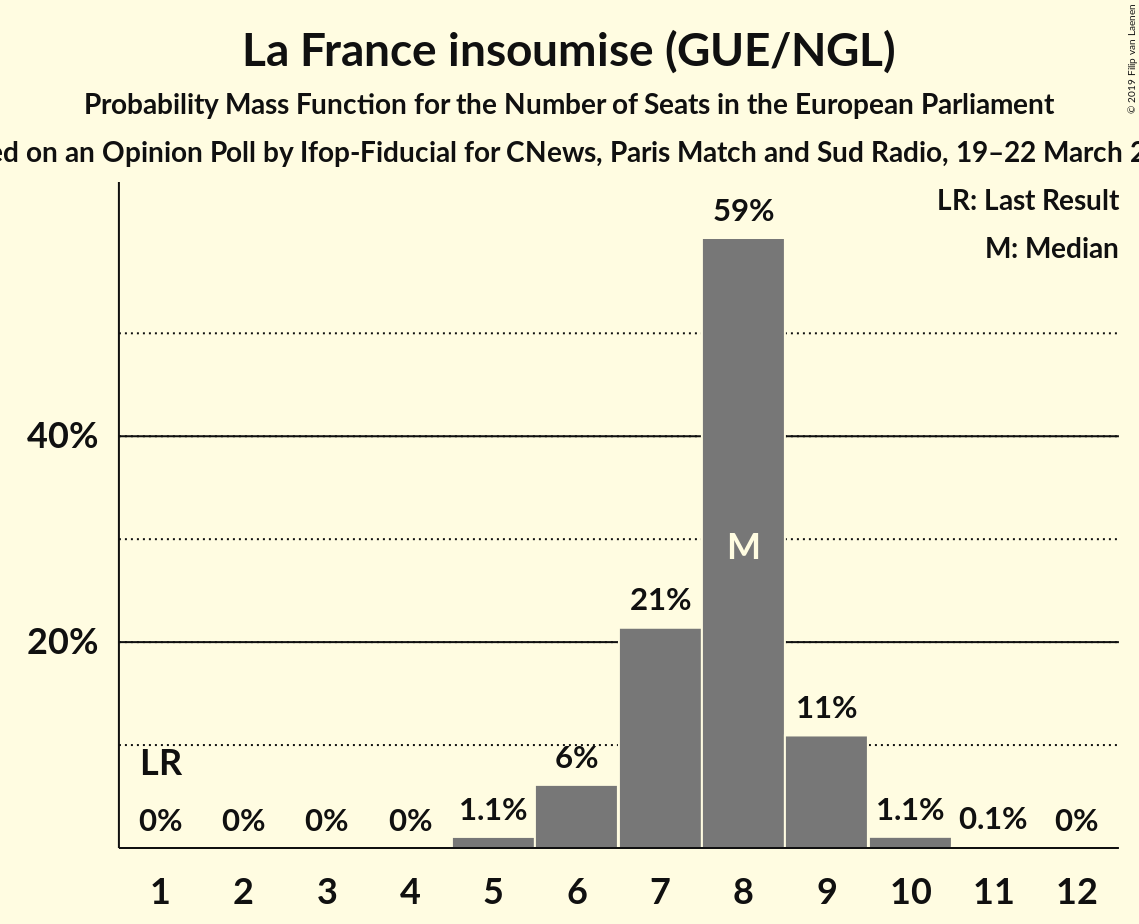 La France insoumise (GUE/NGL)
Probability Mass Function for the Number of Seats in the European Parliament
on an Opinion Poll by Ifop-Fiducial for CNews, Paris Match and Sud Radio, 19–22 March
© 2019 Filip van Laenen
LR: Last Result
M: Median
59%
40%
M
21%
20%
11%
LR
6%
0% 0% 0% 0% 1.1% 1.1% 0.1% 0%
1 2 3 4 5 6 7 8 9 10 11 12